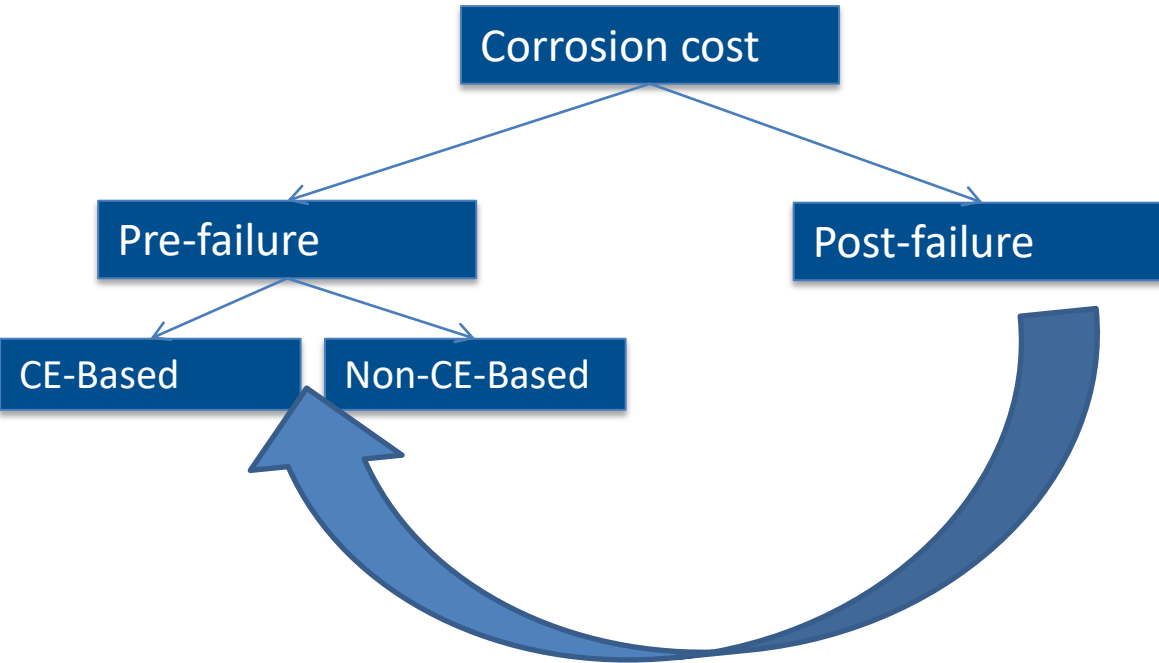 Corrosion cost
Pre-failure
Post-failure
CE-Based
Non-CE-Based